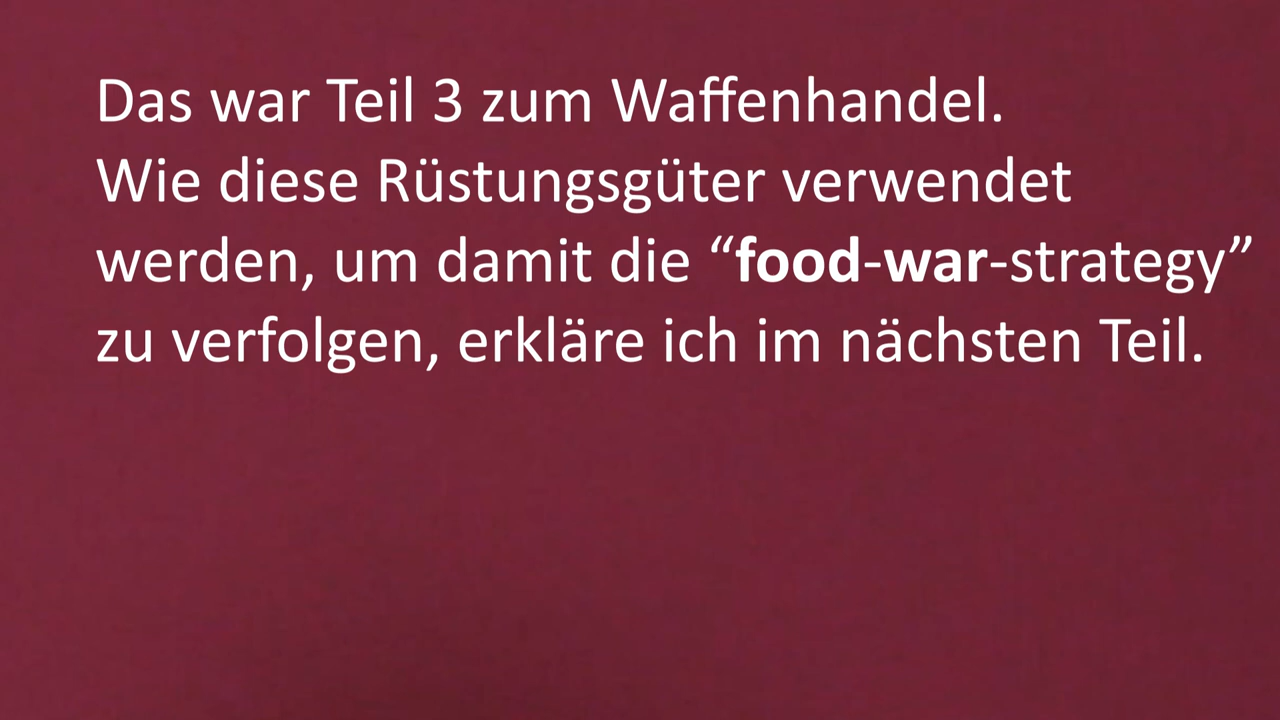 Das war Teil 3 zum Waffenhandel.
Wie diese Rüstungsgüter verwendet
werden, um damit die “food-war-strategy”
zu verfolgen, erkläre ich im nächsten Teil.